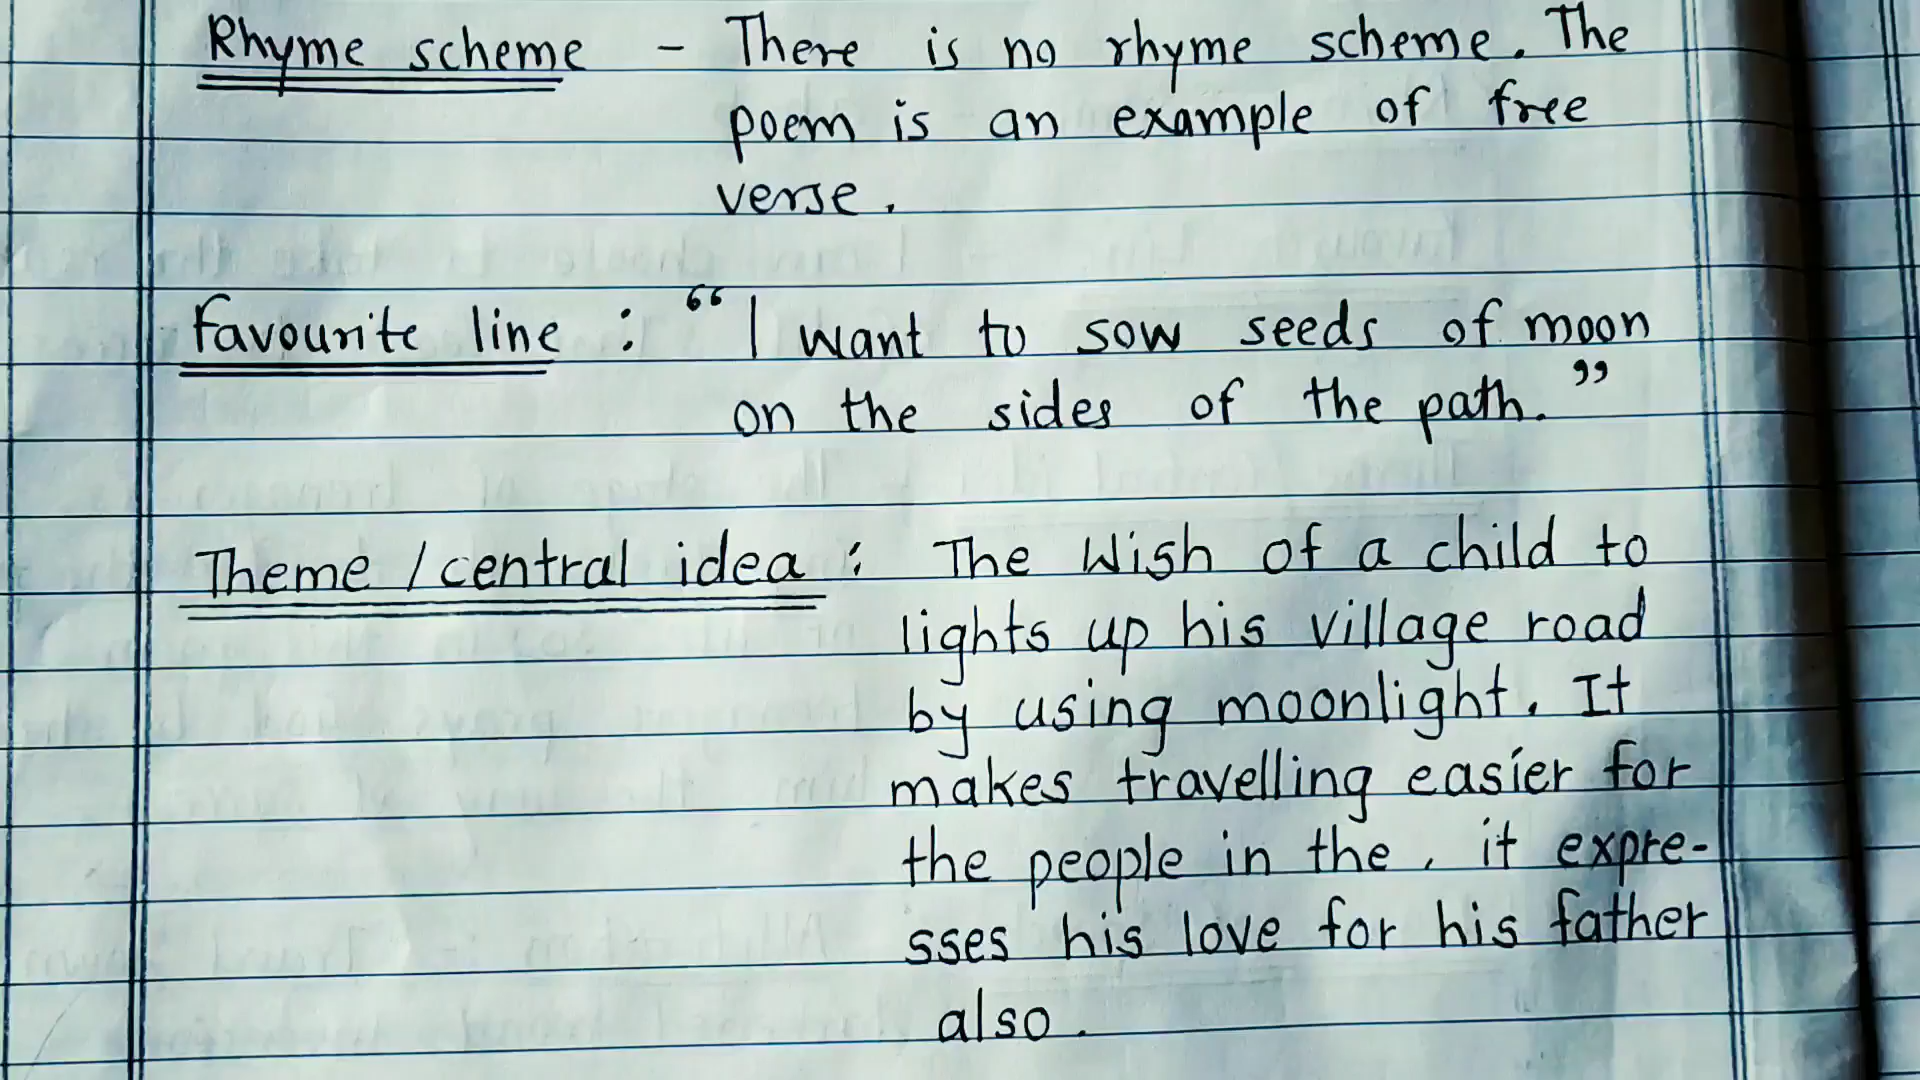 Rhyme scheme - There is no rhyme scheme. The
poem is an example of free
verse.
favourite line : "I want to sow seeds of moon
on the sides of the path."
Theme / central idea : The Wish of a child to
lights up his village road
by using moonlight. It
makes travelling easier for
the people in the . it expre-
sses his love for his father
also.